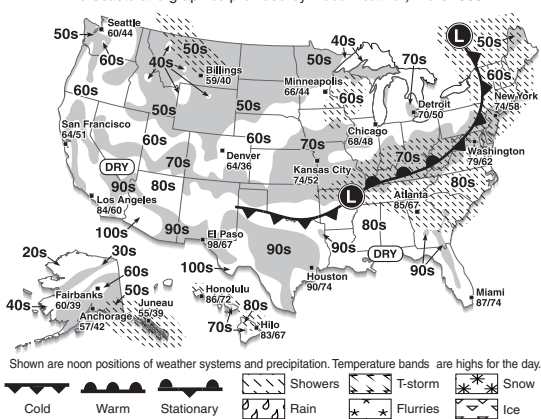 Seattle
60/44
50s
60s
50s
40s
Billings
59/40
40s
Minneapolis
66/44
60s
70s
L
50s
60s
New York
74/58
Detroit
70/50
60s
50s
50s
San Francisco
64/51
60s
60s
70s
Denver
64/36
Chicago
68/48
70s
Kansas City
74/52
70s
Washington
79/62
DRY
90s
80s
Los Angeles
84/60
L
Atlanta
85/67
80s
80s
100s
90s
El Paso
98/67
90s
90s
DRY
90s
100s
Houston
90/74
Miami
87/74
20s
30s
60s
50s
Fairbanks
60/39
40s
Anchorage
57/42
Juneau
55/39
Honolulu
86/72
80s
70s
Hilo
83/67
Shown are noon positions of weather systems and precipitation. Temperature bands are highs for the day.
Cold
Warm
Stationary
Showers
T-storm
Snow
Rain
Flurries
Ice